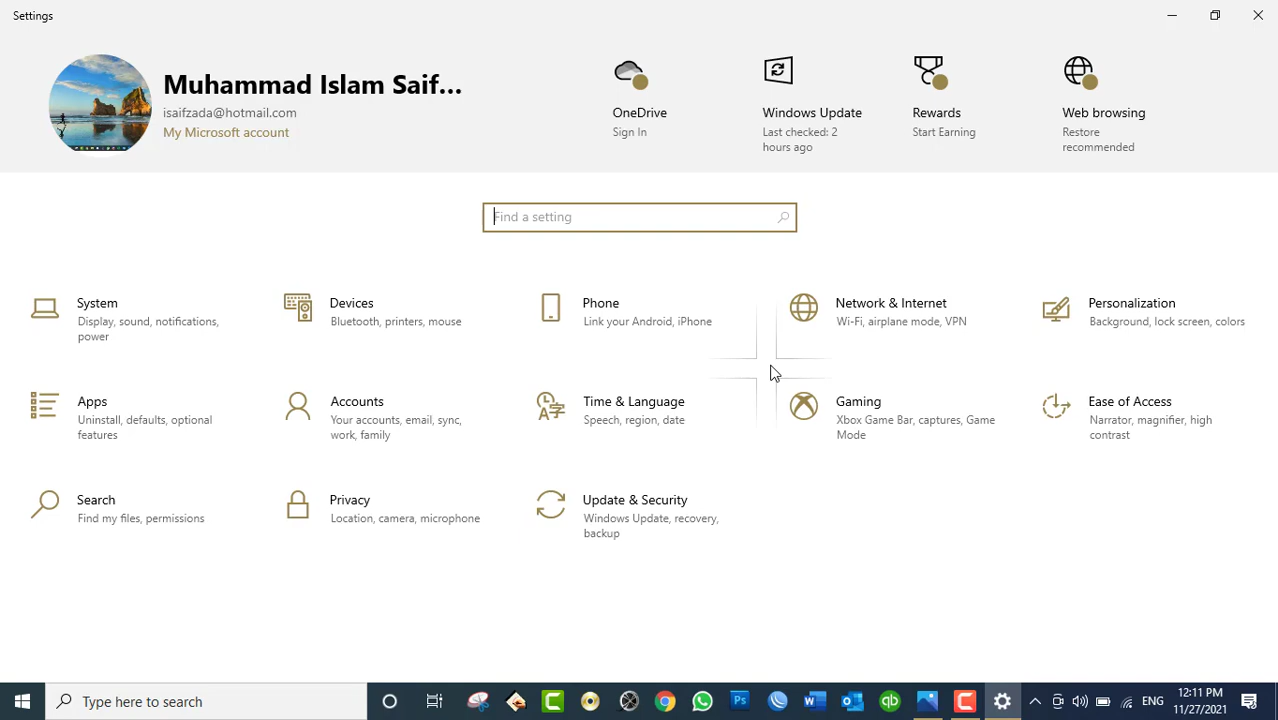 Settings
Muhammad Islam Saif...
isaifzada@hotmail.com
My Microsoft account
OneDrive
Sign In
Windows Update
Last checked: 2
hours ago
Rewards
Start Earning
Web browsing
Restore
recommended
Find a setting
System
Display, sound, notifications,
power
Devices
Bluetooth, printers, mouse
Phone
Link your Android, iPhone
Network & Internet
Wi-Fi, airplane mode, VPN
Personalization
Background, lock screen, colors
Apps
Uninstall, defaults, optional
features
Accounts
Your accounts, email, sync,
work, family
Time & Language
Speech, region, date
Gaming
Xbox Game Bar, captures, Game
Mode
Ease of Access
Narrator, magnifier, high
contrast
Search
Find my files, permissions
Privacy
Location, camera, microphone
Update & Security
Windows Update, recovery,
backup
Type here to search
ENG
12:11 PM
11/27/2021